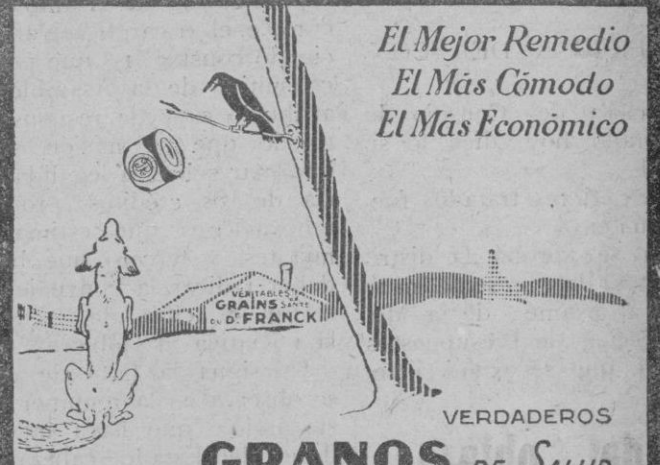 El Mejor Remedio
El Más Cómodo
El Más Económico
VÉRITABLES
GRAINS DE SANTÉ
DU DR FRANCK
VERDADEROS
GRANOS DE SALUD